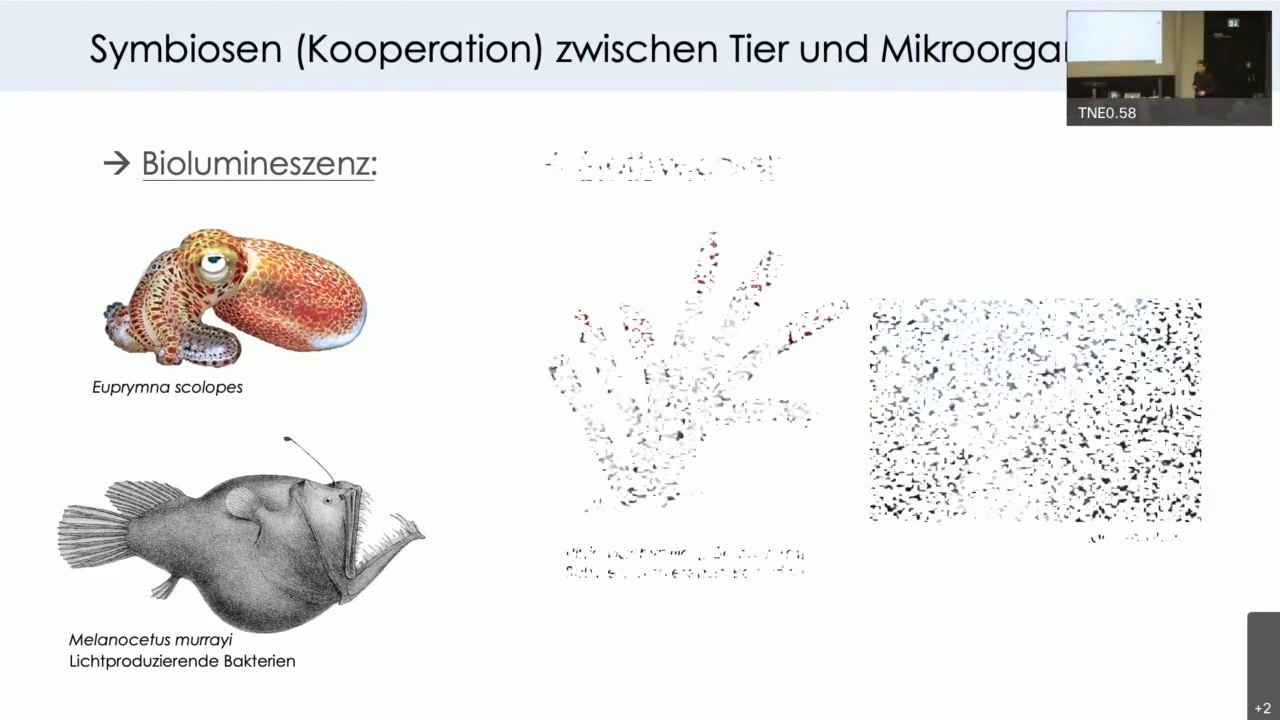 Symbiosen (Kooperation) zwischen Tier und Mikroorga
TNE0.58
→ Biolumineszenz:
Euprymna scolopes
Melanocetus murrayi
Lichtproduzierende Bakterien
+2